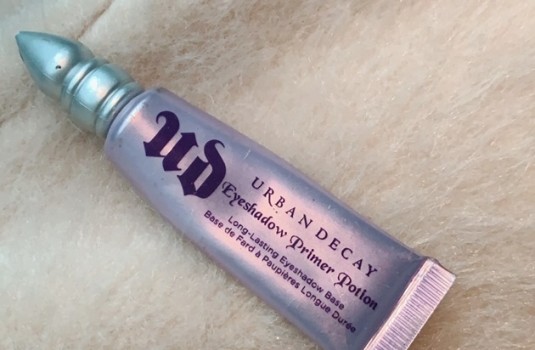 UD
URBAN DECAY
Eyeshadow Primer Potion
Long-Lasting Eyeshadow Base
Base de Fard à Paupières Longue Durée